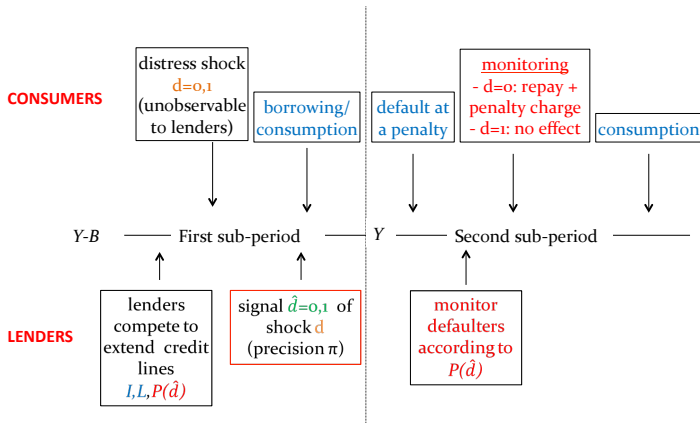 distress shock
d=0,1
(unobservable
to lenders)
CONSUMERS
borrowing/
consumption
default at
a penalty
monitoring
- d=0: repay +
penalty charge
- d=1: no effect
consumption
Y-B
First sub-period
Y
Second sub-period
LENDERS
lenders
compete to
extend credit
lines
I,L,P(d̂)
signal d̂=0,1 of
shock d
(precision π)
monitor
defaulters
according to
P(d̂)